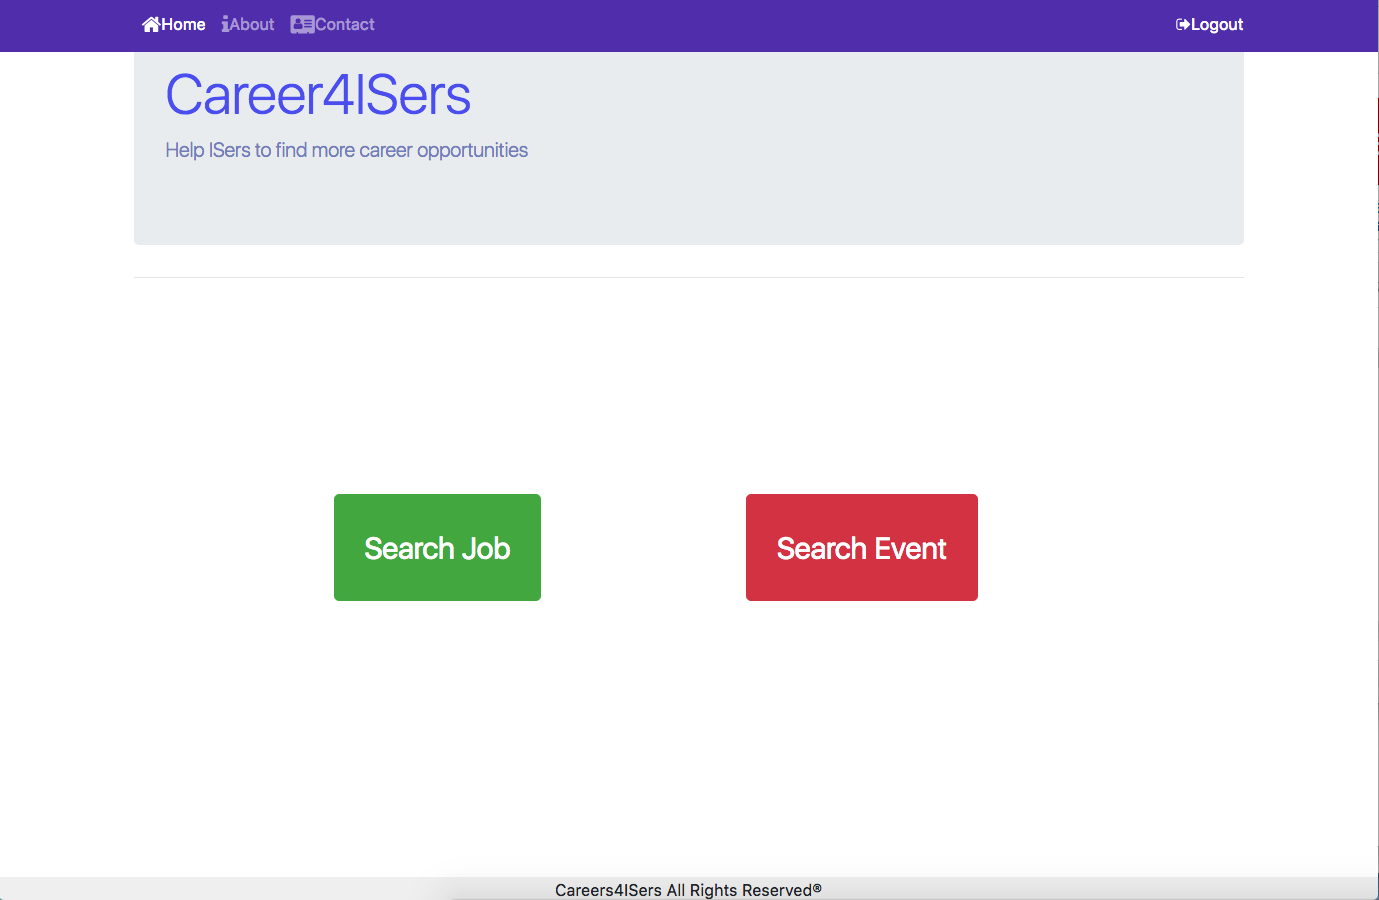 Home About Contact Logout
Career4ISers
Help ISers to find more career opportunities
Search Job Search Event
Careers4ISers All Rights Reserved®